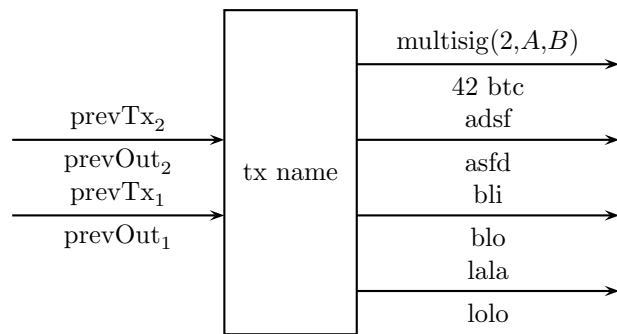 multisig(2,A,B)
42 btc
prevTx₂
adsf
prevOut₂
asfd
tx name
prevTx₁
bli
prevOut₁
blo
lala
lolo